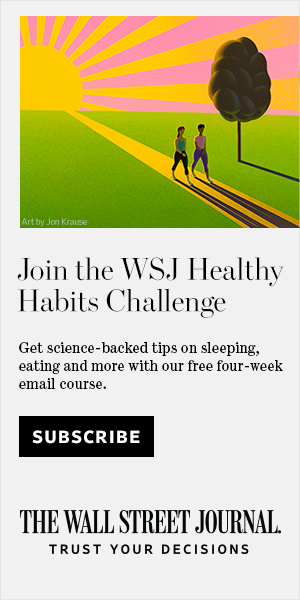 Art by Jon Krause
Join the WSJ Healthy
Habits Challenge
Get science-backed tips on sleeping,
eating and more with our free four-week
email course.
SUBSCRIBE
THE WALL STREET JOURNAL.
TRUST YOUR DECISIONS